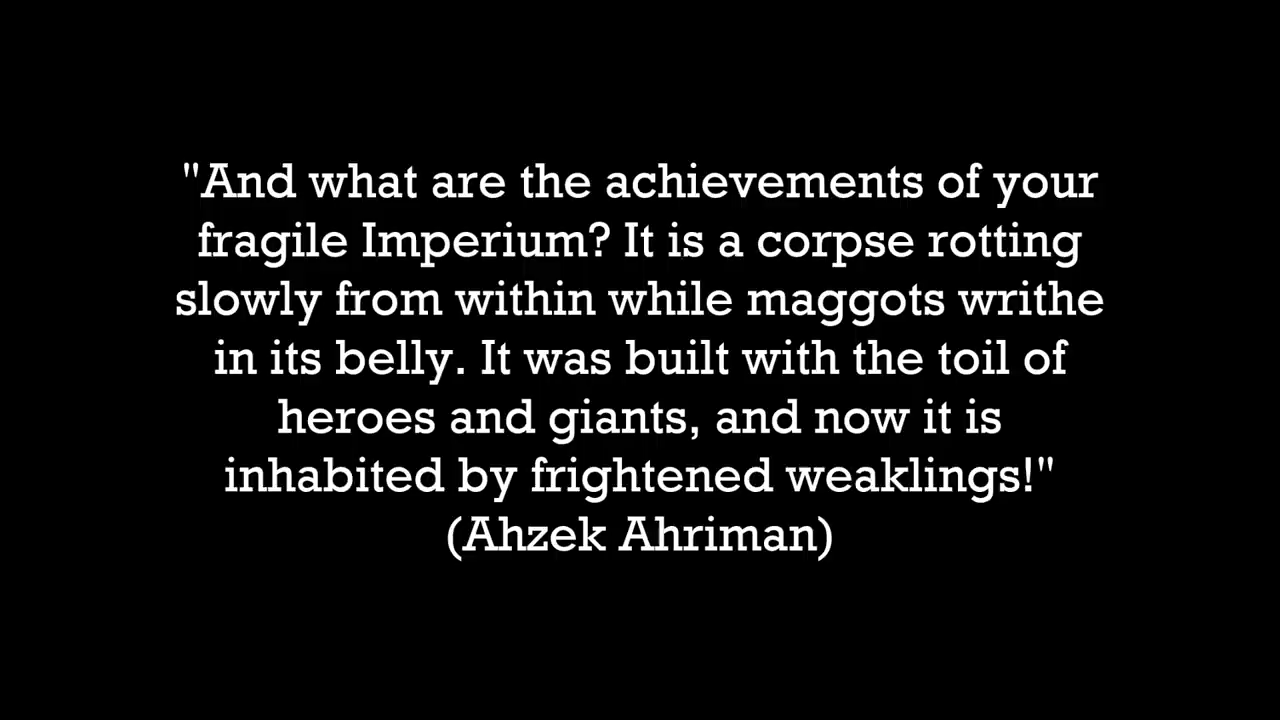 "And what are the achievements of your
fragile Imperium? It is a corpse rotting
slowly from within while maggots writhe
in its belly. It was built with the toil of
heroes and giants, and now it is
inhabited by frightened weaklings!"
(Ahzek Ahriman)